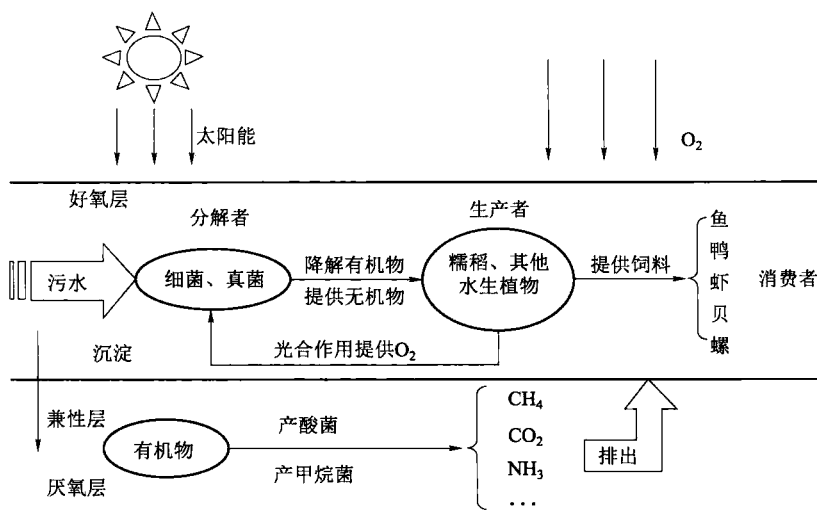 太阳能
O₂
好氧层
分解者
生产者
污水
细菌、真菌
降解有机物
提供无机物
糯稻、其他
水生植物
提供饲料
鱼
鸭
虾
贝
螺
消费者
沉淀
光合作用提供O₂
兼性层
厌氧层
有机物
产酸菌
产甲烷菌
CH₄
CO₂
NH₃
…
排出